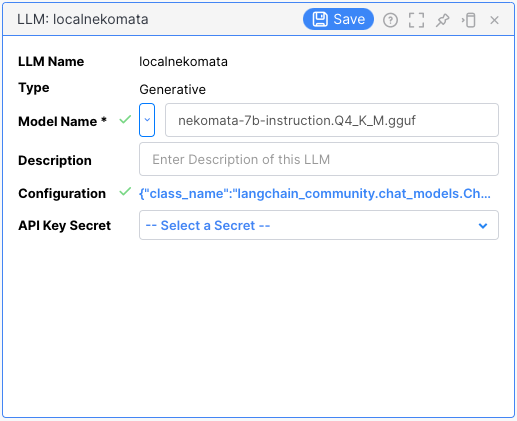 LLM: localnekomata
Save
LLM Name localnekomata
Type Generative
Model Name * nekomata-7b-instruction.Q4_K_M.gguf
Description Enter Description of this LLM
Configuration {"class_name":"langchain_community.chat_models.Ch...
API Key Secret -- Select a Secret --